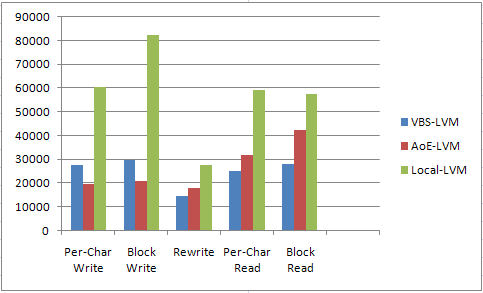 90000
80000
70000
60000
50000
40000
30000
20000
10000
0
Per-Char Write
Block Write
Rewrite
Per-Char Read
Block Read
VBS-LVM
AoE-LVM
Local-LVM